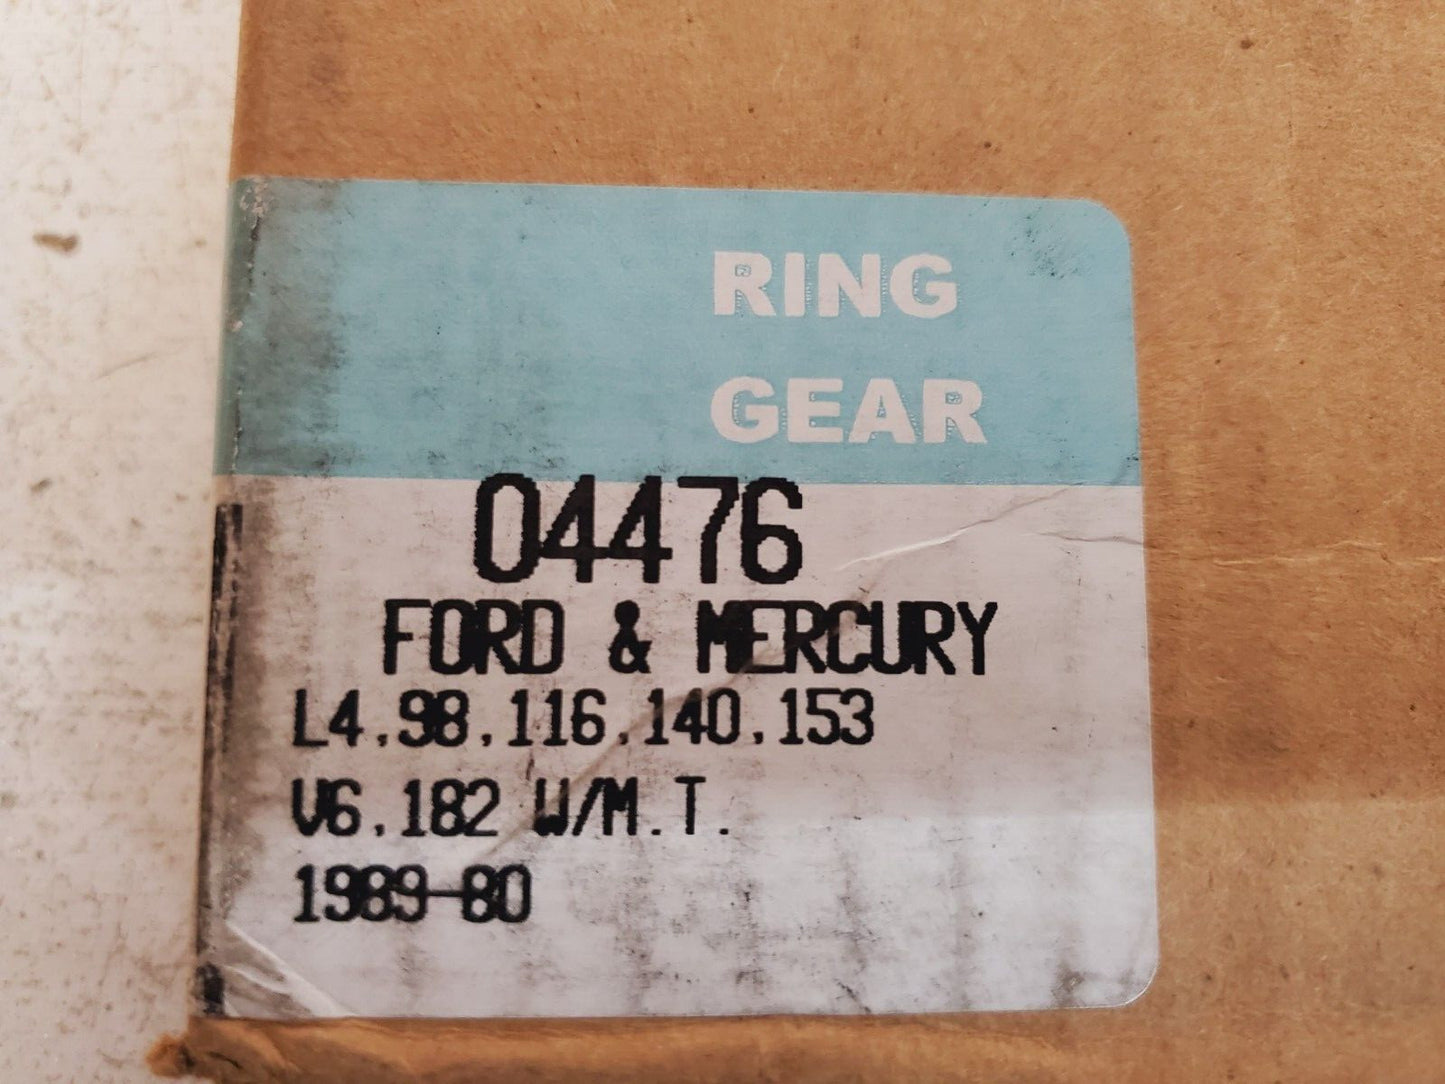 RING
GEAR
04476
FORD & MERCURY
L4,98,116,140,153
V6,182 W/M.T.
1989-80